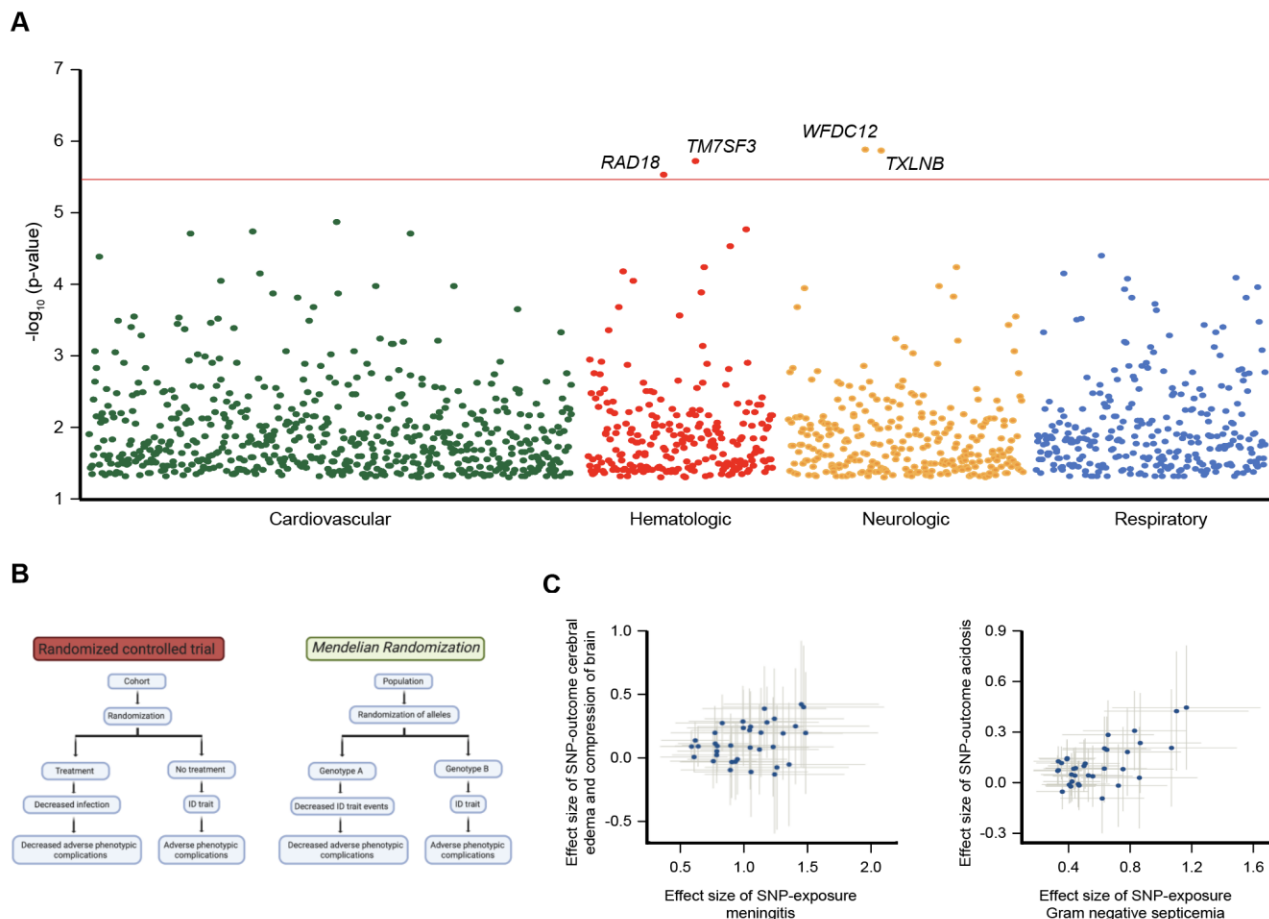 A
7
6
5
4
3
2
1
-log10 (p-value)
RAD18
TM7SF3
WFDC12
TXLNB
Cardiovascular
Hematologic
Neurologic
Respiratory
B
Randomized controlled trial
Cohort
Randomization
Treatment
No treatment
Decreased infection
ID trait
Decreased adverse phenotypic
complications
Adverse phenotypic
complications
Mendelian Randomization
Population
Randomization of alleles
Genotype A
Genotype B
Decreased ID trait events
ID trait
Decreased adverse phenotypic
complications
Adverse phenotypic
complications
C
Effect size of SNP-outcome cerebral
edema and compression of brain
1.0
0.5
0.0
-0.5
0.5 1.0 1.5 2.0
Effect size of SNP-exposure
meningitis
Effect size of SNP-outcome acidosis
0.9
0.6
0.3
0.0
-0.3
0.4 0.8 1.2 1.6
Effect size of SNP-exposure
Gram negative septicemia